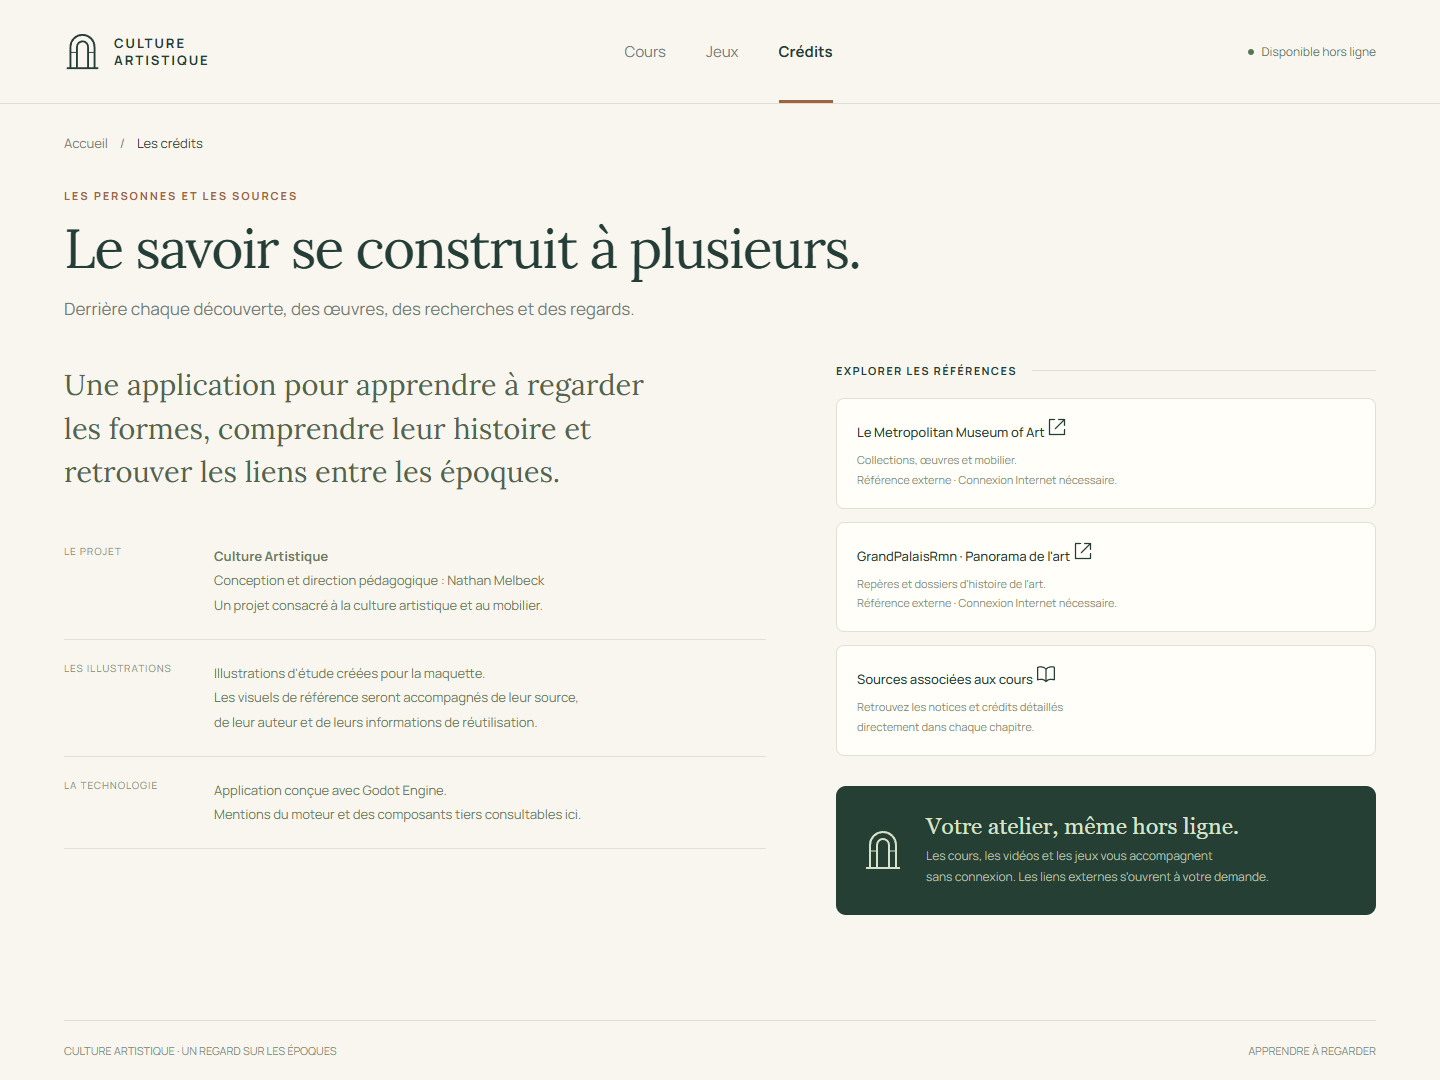 CULTURE
ARTISTIQUE
Cours
Jeux
Crédits
Disponible hors ligne
Accueil / Les crédits
LES PERSONNES ET LES SOURCES
Le savoir se construit à plusieurs.
Derrière chaque découverte, des œuvres, des recherches et des regards.
Une application pour apprendre à regarder
les formes, comprendre leur histoire et
retrouver les liens entre les époques.
LE PROJET
Culture Artistique
Conception et direction pédagogique : Nathan Melbeck
Un projet consacré à la culture artistique et au mobilier.
LES ILLUSTRATIONS
Illustrations d'étude créées pour la maquette.
Les visuels de référence seront accompagnés de leur source,
de leur auteur et de leurs informations de réutilisation.
LA TECHNOLOGIE
Application conçue avec Godot Engine.
Mentions du moteur et des composants tiers consultables ici.
EXPLORER LES RÉFÉRENCES
Le Metropolitan Museum of Art
Collections, œuvres et mobilier.
Référence externe · Connexion Internet nécessaire.
GrandPalaisRmn · Panorama de l'art
Repères et dossiers d'histoire de l'art.
Référence externe · Connexion Internet nécessaire.
Sources associées aux cours
Retrouvez les notices et crédits détaillés
directement dans chaque chapitre.
Votre atelier, même hors ligne.
Les cours, les vidéos et les jeux vous accompagnent
sans connexion. Les liens externes s'ouvrent à votre demande.
CULTURE ARTISTIQUE · UN REGARD SUR LES ÉPOQUES
APPRENDRE À REGARDER